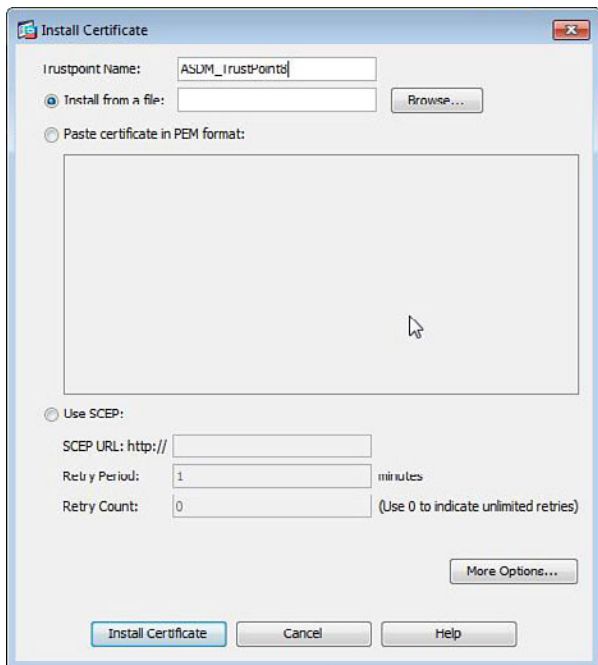 Install Certificate
Trustpoint Name: ASDM_TrustPoint8
Install from a file: Browse...
Paste certificate in PEM format:
Use SCEP:
SCEP URL: http://
Retry Period: 1 minutes
Retry Count: 0 (Use 0 to indicate unlimited retries)
More Options...
Install Certificate Cancel Help